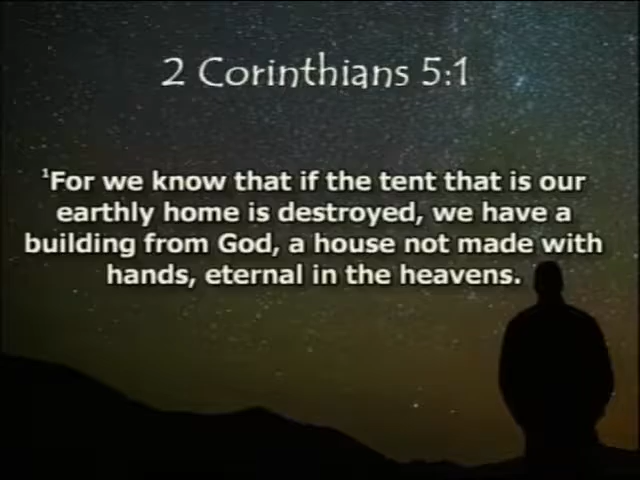 2 Corinthians 5:1
¹For we know that if the tent that is our
earthly home is destroyed, we have a
building from God, a house not made with
hands, eternal in the heavens.